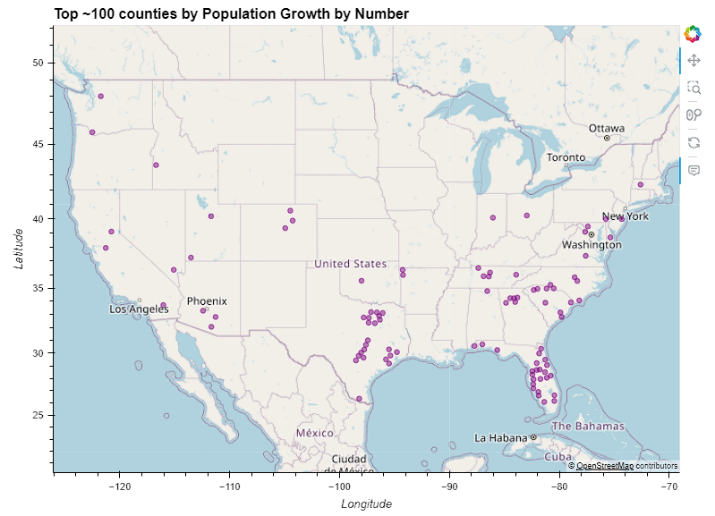 Top ~100 counties by Population Growth by Number
50
45
40
35
30
25
Latitude
Ottawa
Toronto
New York
Washington
United States
Phoenix
Los Angeles
México
Ciudad
de México
La Habana
Cuba
The Bahamas
© OpenStreetMap contributors
−120
−110
−100
−90
−80
−70
Longitude